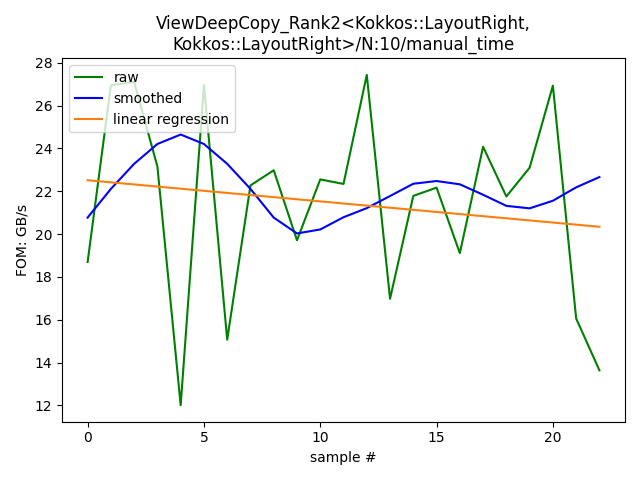 ViewDeepCopy_Rank2<Kokkos::LayoutRight,
Kokkos::LayoutRight>/N:10/manual_time
raw
smoothed
linear regression
FOM: GB/s
28
26
24
22
20
18
16
14
12
0
5
10
15
20
sample #